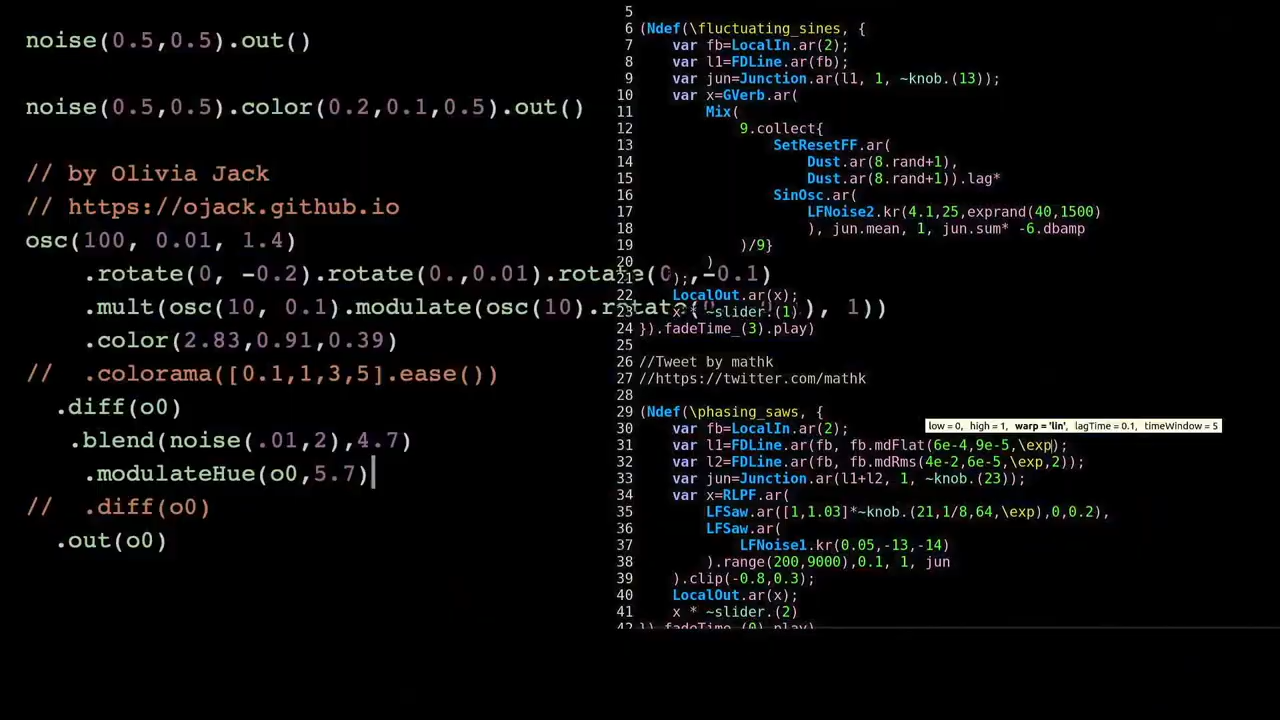 noise(0.5,0.5).out()
noise(0.5,0.5).color(0.2,0.1,0.5).out()
// by Olivia Jack
// https://ojack.github.io
osc(100, 0.01, 1.4)
.rotate(0, -0.2).rotate(0.,0.01).rotate(0.,-0.1)
.mult(osc(10, 0.1).modulate(osc(10).rotate( ), 1))
.color(2.83,0.91,0.39)
// .colorama([0.1,1,3,5].ease())
.diff(o0)
.blend(noise(.01,2),4.7)
.modulateHue(o0,5.7)
// .diff(o0)
.out(o0)
5
6 (Ndef(\fluctuating_sines, {
7 var fb=LocalIn.ar(2);
8 var l1=FDLine.ar(fb);
9 var jun=Junction.ar(l1, 1, ~knob.(13));
10 var x=GVerb.ar(
11 Mix(
12 9.collect{
13 SetResetFF.ar(
14 Dust.ar(8.rand+1),
15 Dust.ar(8.rand+1)).lag*
16 SinOsc.ar(
17 LFNoise2.kr(4.1,25,exprand(40,1500)
18 ), jun.mean, 1, jun.sum* -6.dbamp
19 )/9}
20 )
21 );
22 LocalOut.ar(x);
23 x * ~slider.(1)
24 }).fadeTime_(3).play)
25
26 //Tweet by mathk
27 //https://twitter.com/mathk
28
29 (Ndef(\phasing_saws, {
low = 0, high = 1, warp = 'lin', lagTime = 0.1, timeWindow = 5
30 var fb=LocalIn.ar(2);
31 var l1=FDLine.ar(fb, fb.mdFlat(6e-4,9e-5,\exp);
32 var l2=FDLine.ar(fb, fb.mdRms(4e-2,6e-5,\exp,2));
33 var jun=Junction.ar(l1+l2, 1, ~knob.(23));
34 var x=RLPF.ar(
35 LFSaw.ar([1,1.03]*~knob.(21,1/8,64,\exp),0,0.2),
36 LFSaw.ar(
37 LFNoise1.kr(0.05,-13,-14)
38 ).range(200,9000),0.1, 1, jun
39 ).clip(-0.8,0.3);
40 LocalOut.ar(x);
41 x * ~slider.(2)
42 }).fadeTime_(0).play)